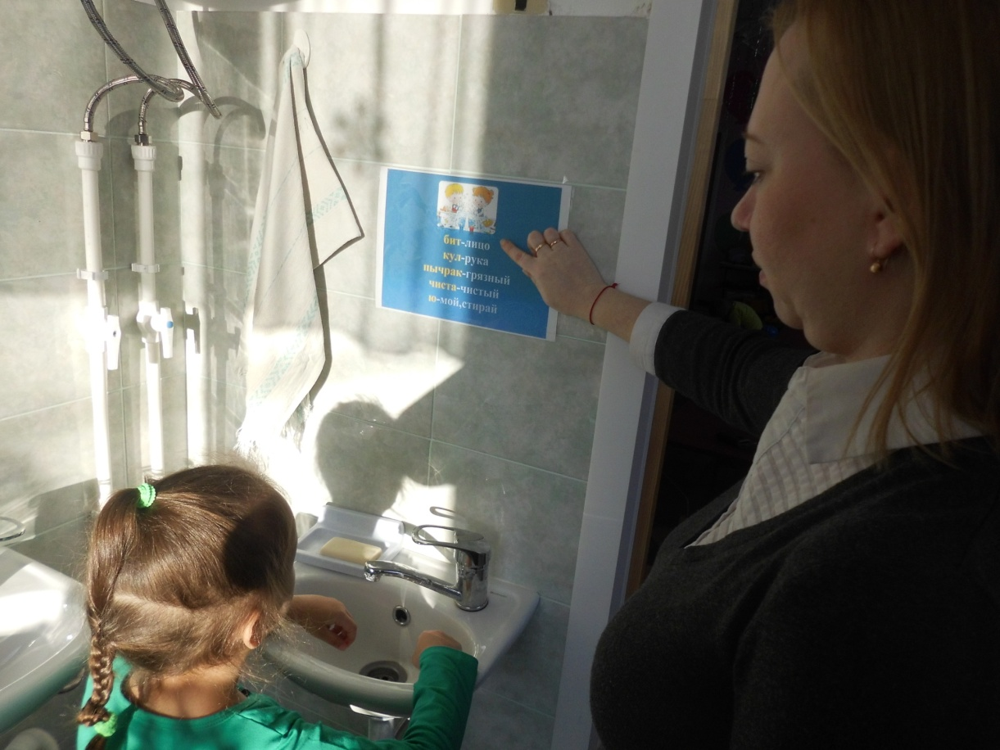 бит-лицо
кул-рука
пычрак-грязный
чиста-чистый
ю-мой,стирай